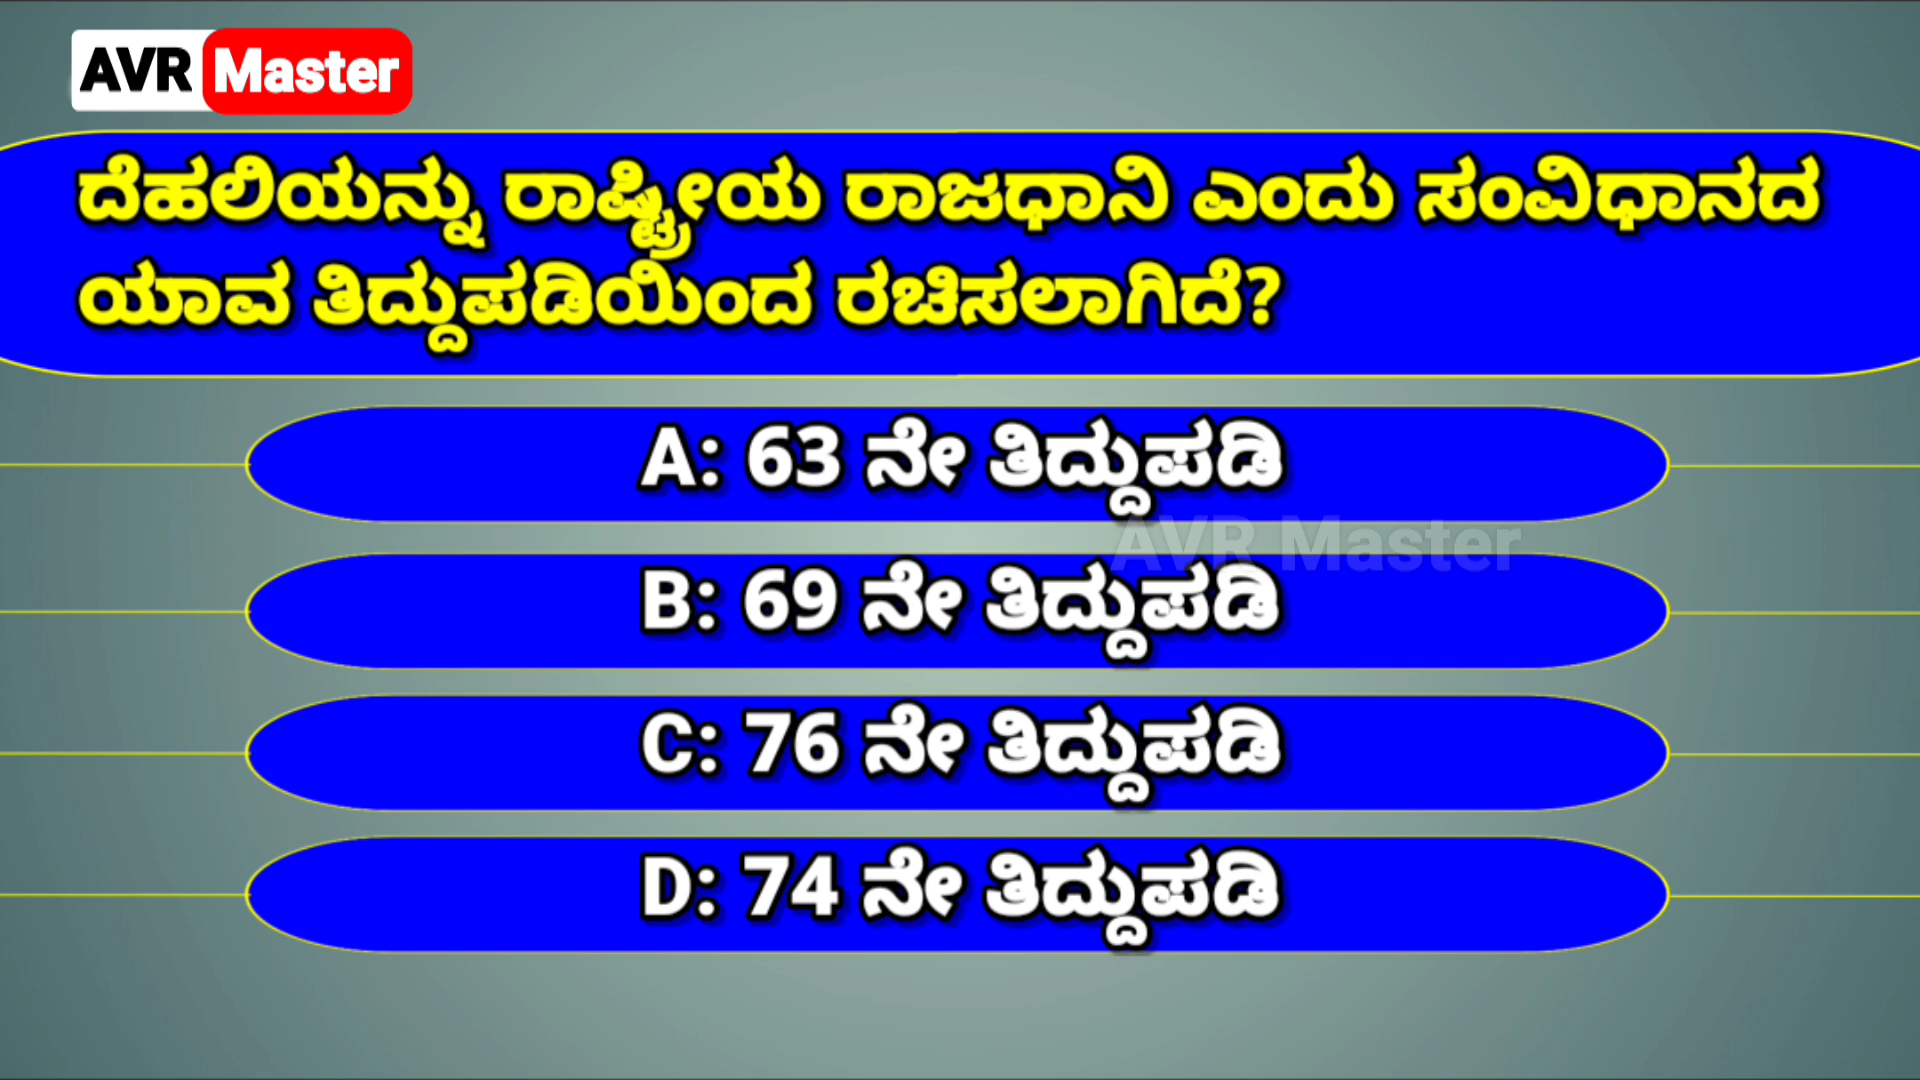 AVR Master
ದೆಹಲಿಯನ್ನು ರಾಷ್ಟ್ರೀಯ ರಾಜಧಾನಿ ಎಂದು ಸಂವಿಧಾನದ
ಯಾವ ತಿದ್ದುಪಡಿಯಿಂದ ರಚಿಸಲಾಗಿದೆ?
A: 63 ನೇ ತಿದ್ದುಪಡಿ
AVR Master
B: 69 ನೇ ತಿದ್ದುಪಡಿ
C: 76 ನೇ ತಿದ್ದುಪಡಿ
D: 74 ನೇ ತಿದ್ದುಪಡಿ